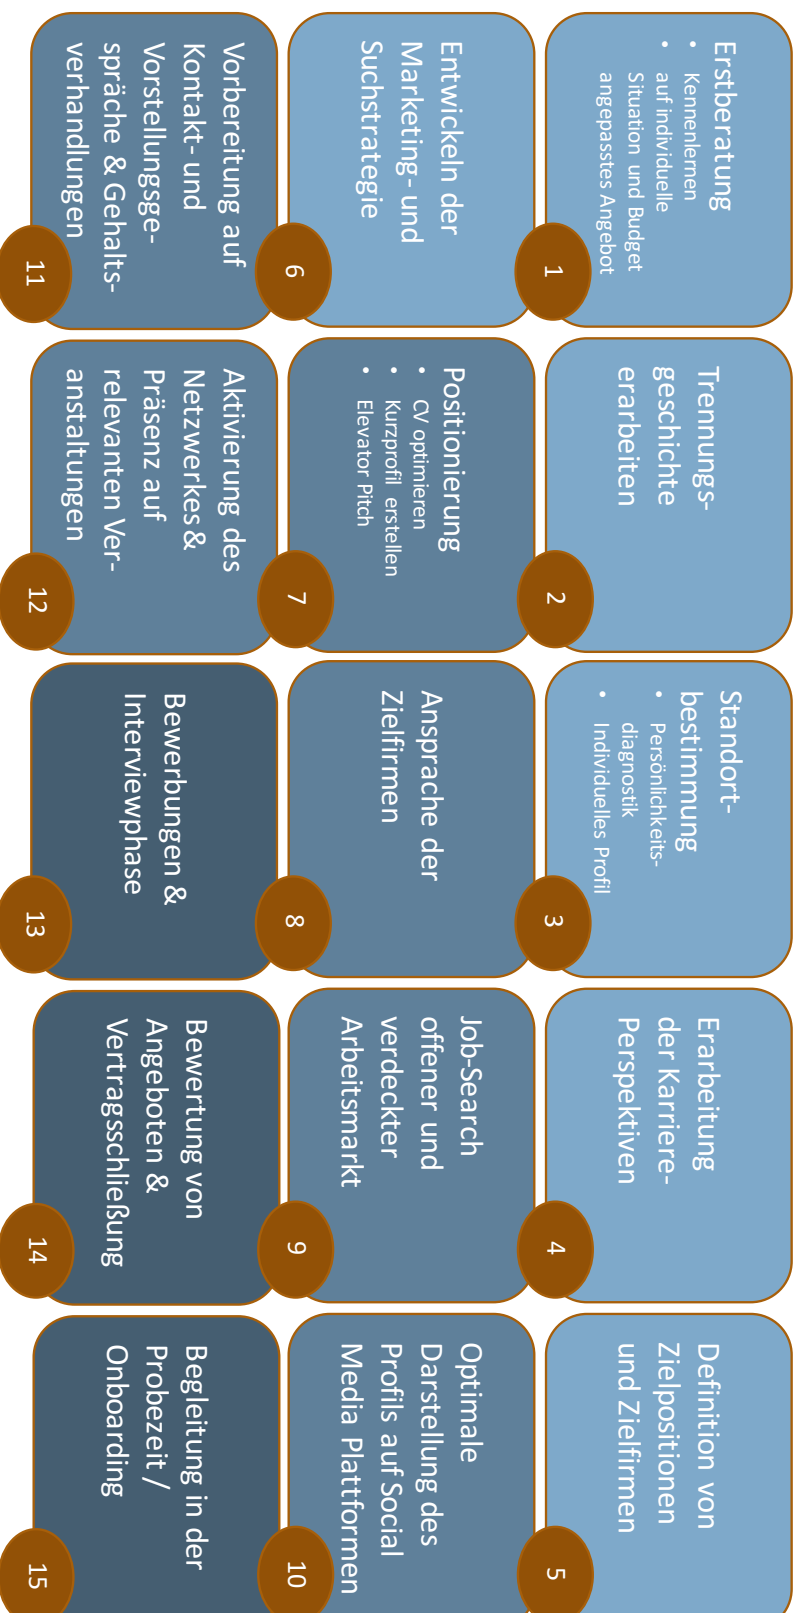 Erstberatung
• Kennenlernen
• auf individuelle
Situation und Budget
angepasstes Angebot
1
Trennungs-
geschichte
erarbeiten
2
Standort-
bestimmung
• Persönlichkeits-
diagnostik
• Individuelles Profil
3
Erarbeitung
der Karriere-
Perspektiven
4
Definition von
Zielpositionen
und Zielfirmen
5
Entwickeln der
Marketing- und
Suchstrategie
6
Positionierung
• CV optimieren
• Kurzprofil erstellen
• Elevator Pitch
7
Ansprache der
Zielfirmen
8
Job-Search
offener und
verdeckter
Arbeitsmarkt
9
Optimale
Darstellung des
Profils auf Social
Media Plattformen
10
Vorbereitung auf
Kontakt- und
Vorstellungsge-
spräche & Gehalts-
verhandlungen
11
Aktivierung des
Netzwerkes &
Präsenz auf
relevanten Ver-
anstaltungen
12
Bewerbungen &
Interviewphase
13
Bewertung von
Angeboten &
Vertragsschließung
14
Begleitung in der
Probezeit /
Onboarding
15